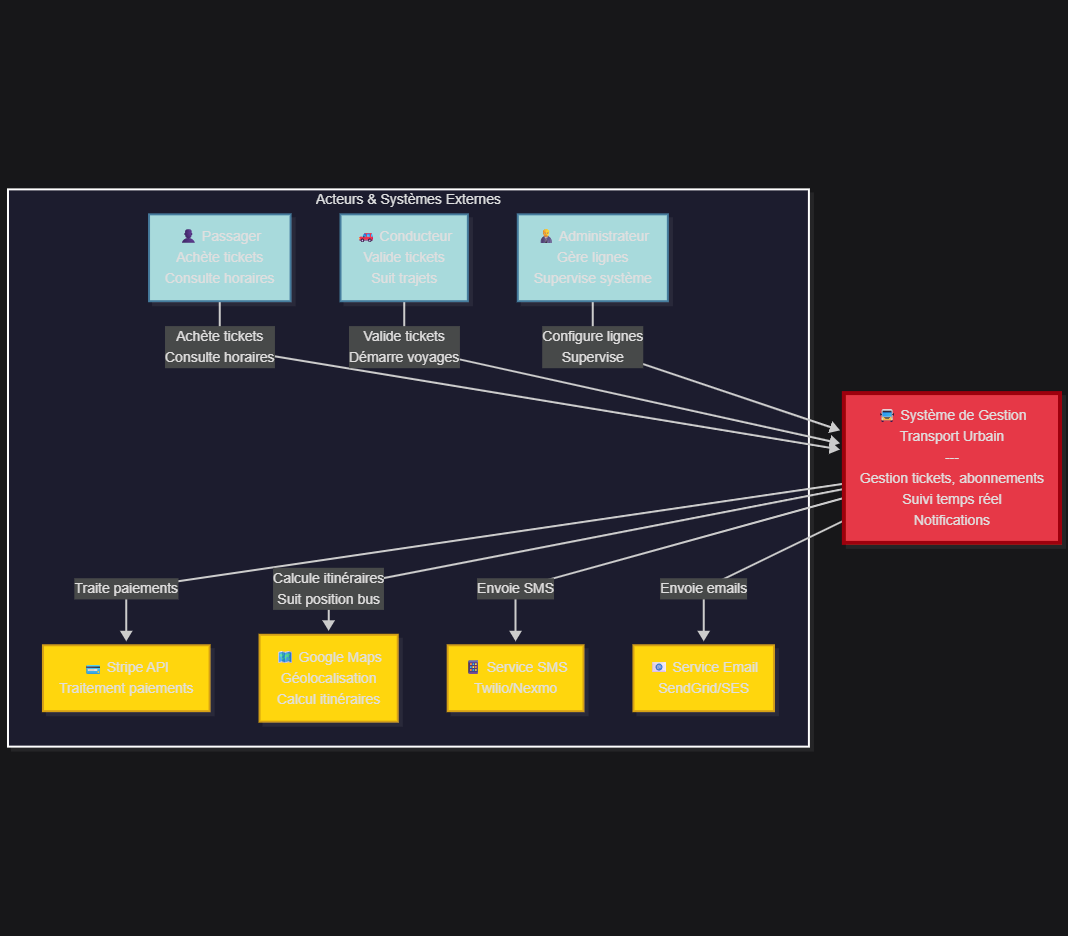 Acteurs & Systèmes Externes
Passager
Achète tickets
Consulte horaires
Conducteur
Valide tickets
Suit trajets
Administrateur
Gère lignes
Supervise système
Achète tickets
Consulte horaires
Valide tickets
Démarre voyages
Configure lignes
Supervise
Système de Gestion
Transport Urbain
---
Gestion tickets, abonnements
Suivi temps réel
Notifications
Traite paiements
Calcule itinéraires
Suit position bus
Envoie SMS
Envoie emails
Stripe API
Traitement paiements
Google Maps
Géolocalisation
Calcul itinéraires
Service SMS
Twilio/Nexmo
Service Email
SendGrid/SES